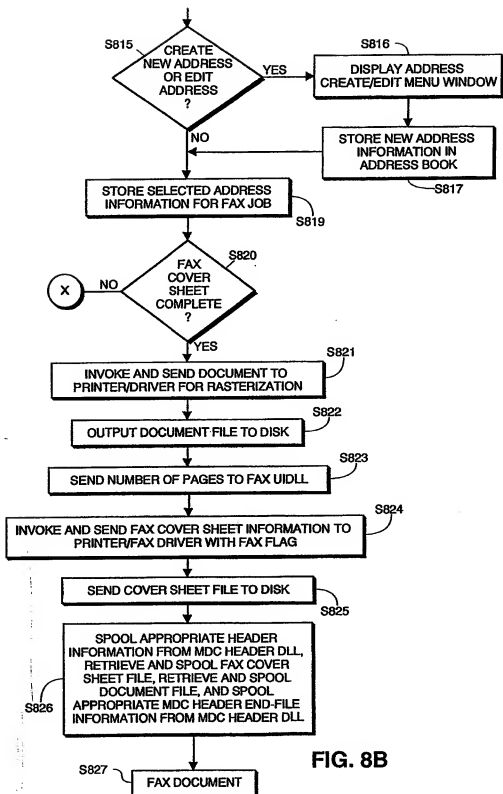 S815
CREATE
NEW ADDRESS
OR EDIT
ADDRESS
?
YES
S816
DISPLAY ADDRESS
CREATE/EDIT MENU WINDOW
NO
STORE NEW ADDRESS
INFORMATION IN
ADDRESS BOOK
S817
STORE SELECTED ADDRESS
INFORMATION FOR FAX JOB
S819
S820
FAX
COVER
SHEET
COMPLETE
?
NO
X
YES
S821
INVOKE AND SEND DOCUMENT TO
PRINTER/DRIVER FOR RASTERIZATION
S822
OUTPUT DOCUMENT FILE TO DISK
S823
SEND NUMBER OF PAGES TO FAX UIDLL
S824
INVOKE AND SEND FAX COVER SHEET INFORMATION TO
PRINTER/FAX DRIVER WITH FAX FLAG
SEND COVER SHEET FILE TO DISK
S825
SPOOL APPROPRIATE HEADER
INFORMATION FROM MDC HEADER DLL,
RETRIEVE AND SPOOL FAX COVER
SHEET FILE, RETRIEVE AND SPOOL
DOCUMENT FILE, AND SPOOL
APPROPRIATE MDC HEADER END-FILE
INFORMATION FROM MDC HEADER DLL
S826
S827
FAX DOCUMENT
FIG. 8B